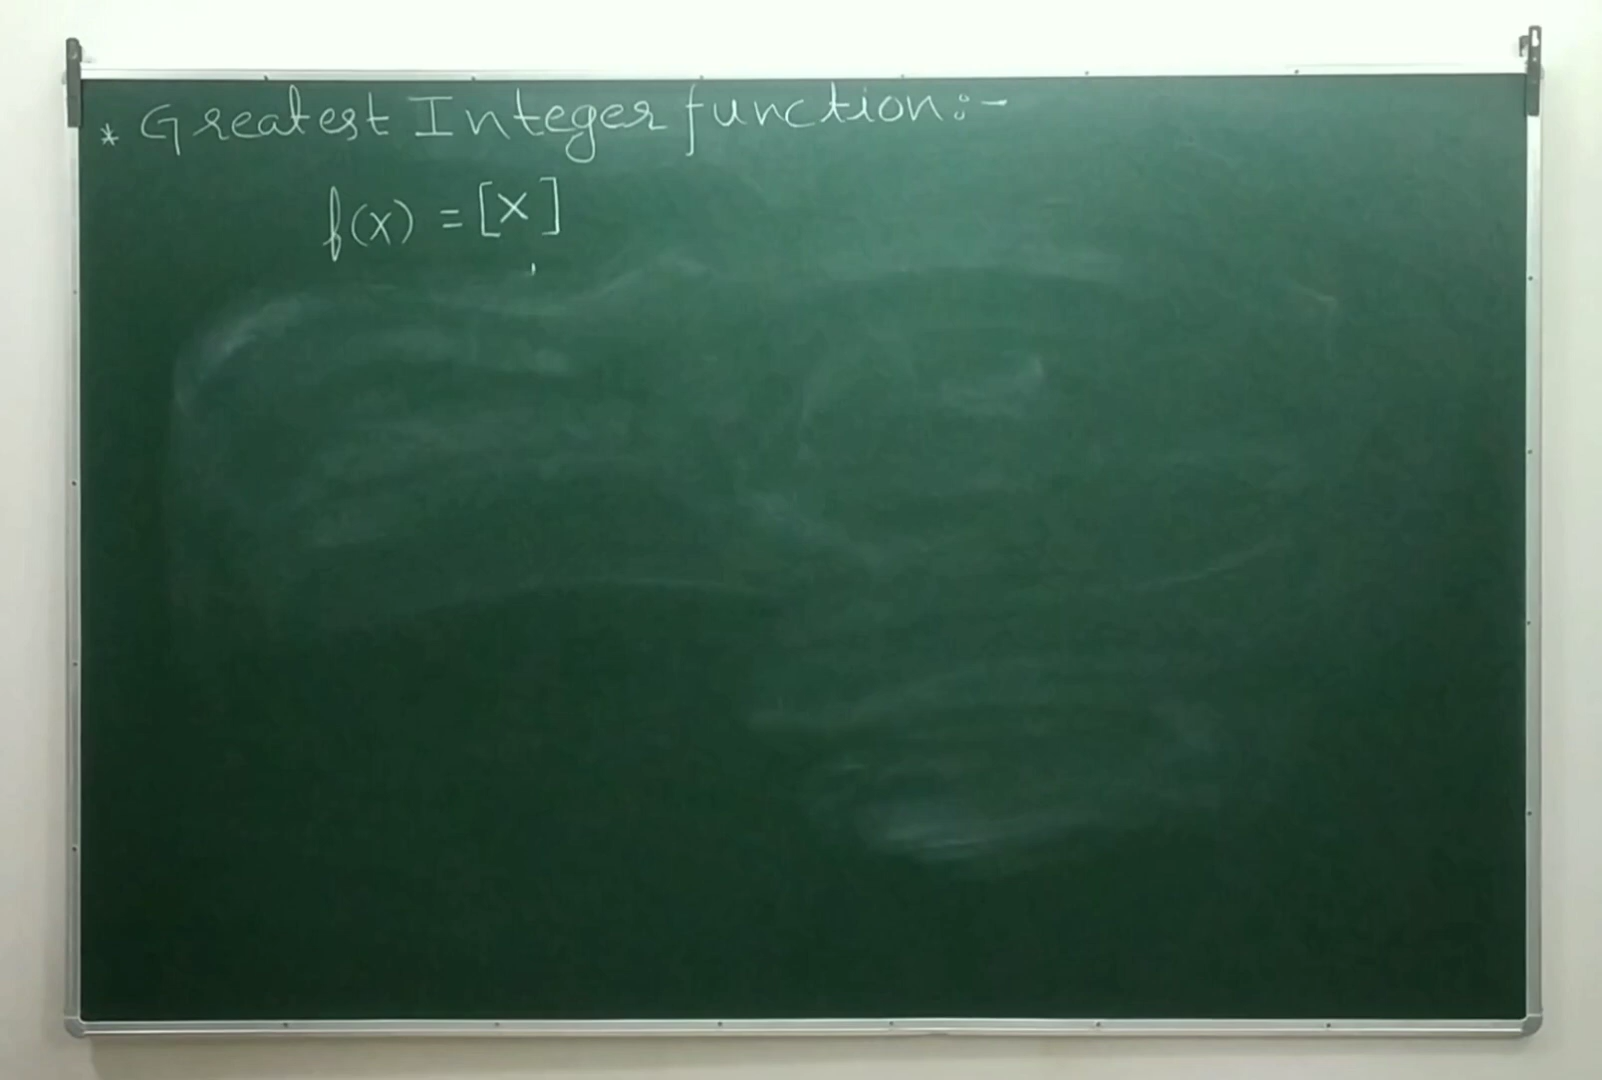 * Greatest Integer function:-
f(x) = [x]